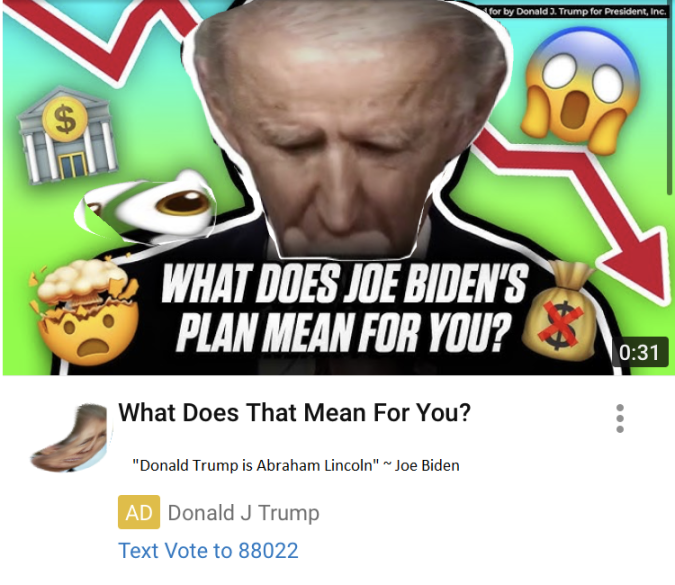 for by Donald J. Trump for President, Inc.
$
WHAT DOES JOE BIDEN'S
PLAN MEAN FOR YOU?
$
0:31
What Does That Mean For You?
"Donald Trump is Abraham Lincoln" ~ Joe Biden
AD Donald J Trump
Text Vote to 88022